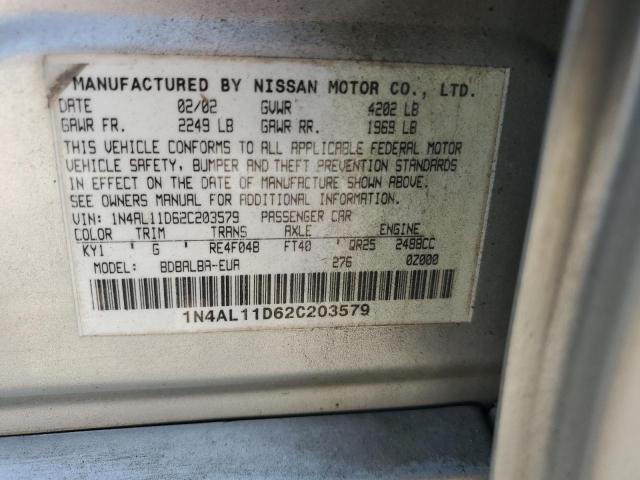 MANUFACTURED BY NISSAN MOTOR CO., LTD.
DATE 02/02 GVWR 4202 LB
GAWR FR. 2249 LB GAWR RR. 1969 LB
THIS VEHICLE CONFORMS TO ALL APPLICABLE FEDERAL MOTOR
VEHICLE SAFETY, BUMPER AND THEFT PREVENTION STANDARDS
IN EFFECT ON THE DATE OF MANUFACTURE SHOWN ABOVE.
SEE OWNERS MANUAL FOR ADDITIONAL INFORMATION.
VIN: 1N4AL11D62C203579 PASSENGER CAR
COLOR TRIM TRANS AXLE ENGINE
KY1 ' G ' RE4F04B FT40 ' QR25 2488CC
MODEL: BDBALBA-EUA 276 0Z000
1N4AL11D62C203579